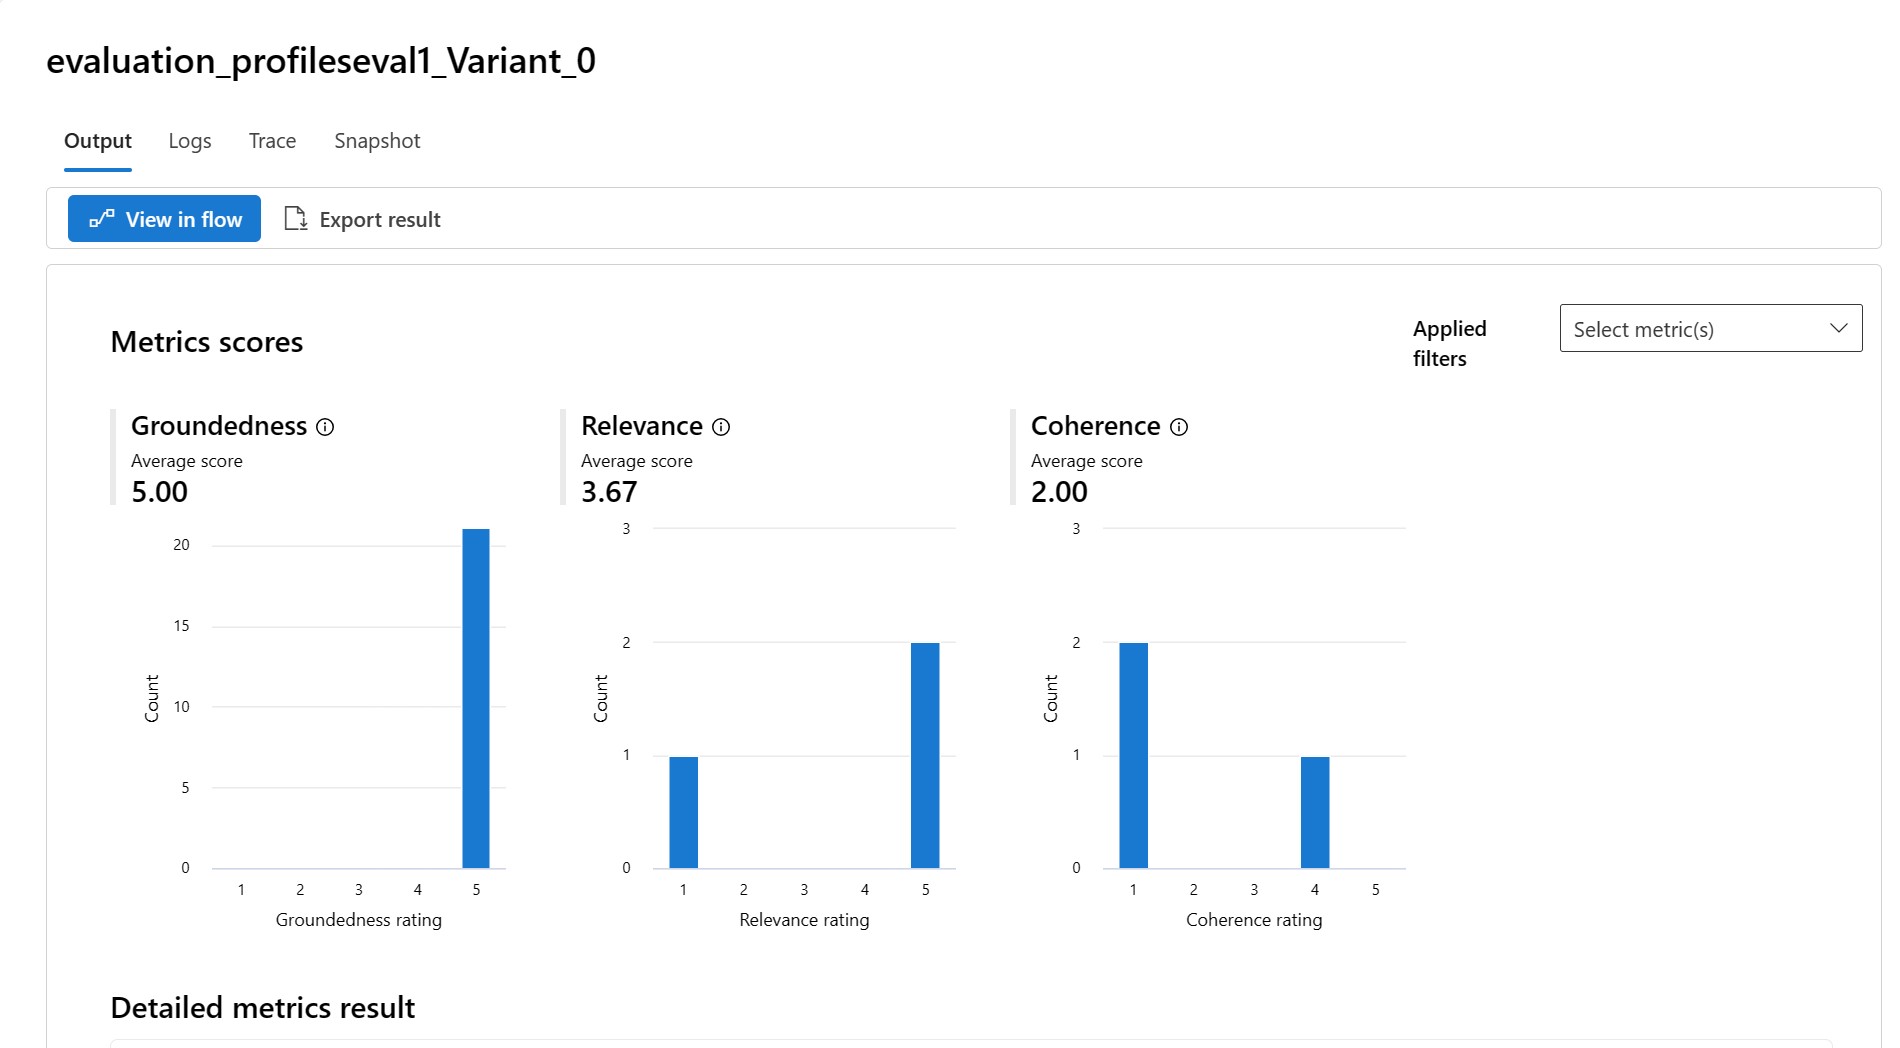 evaluation_profileseval1_Variant_0
Output Logs Trace Snapshot
View in flow Export result
Metrics scores
Applied filters
Select metric(s)
Groundedness
Average score
5.00
20
15
10
5
0
Count
1 2 3 4 5
Groundedness rating
Relevance
Average score
3.67
3
2
1
0
Count
1 2 3 4 5
Relevance rating
Coherence
Average score
2.00
3
2
1
0
Count
1 2 3 4 5
Coherence rating
Detailed metrics result